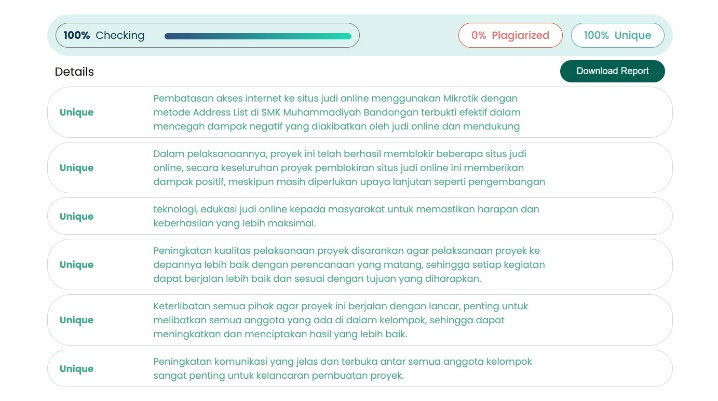 100% Checking
0% Plagiarized
100% Unique
Details
Download Report
Unique
Pembatasan akses internet ke situs judi online menggunakan Mikrotik dengan
metode Address List di SMK Muhammadiyah Bandongan terbukti efektif dalam
mencegah dampak negatif yang diakibatkan oleh judi online dan mendukung
Unique
Dalam pelaksanaannya, proyek ini telah berhasil memblokir beberapa situs judi
online, secara keseluruhan proyek pemblokiran situs judi online ini memberikan
dampak positif, meskipun masih diperlukan upaya lanjutan seperti pengembangan
Unique
teknologi, edukasi judi online kepada masyarakat untuk memastikan harapan dan
keberhasilan yang lebih maksimal.
Unique
Peningkatan kualitas pelaksanaan proyek disarankan agar pelaksanaan proyek ke
depannya lebih baik dengan perencanaan yang matang, sehingga setiap kegiatan
dapat berjalan lebih baik dan sesuai dengan tujuan yang diharapkan.
Unique
Keterlibatan semua pihak agar proyek ini berjalan dengan lancar, penting untuk
melibatkan semua anggota yang ada di dalam kelompok, sehingga dapat
meningkatkan dan menciptakan hasil yang lebih baik.
Unique
Peningkatan komunikasi yang jelas dan terbuka antar semua anggota kelompok
sangat penting untuk kelancaran pembuatan proyek.